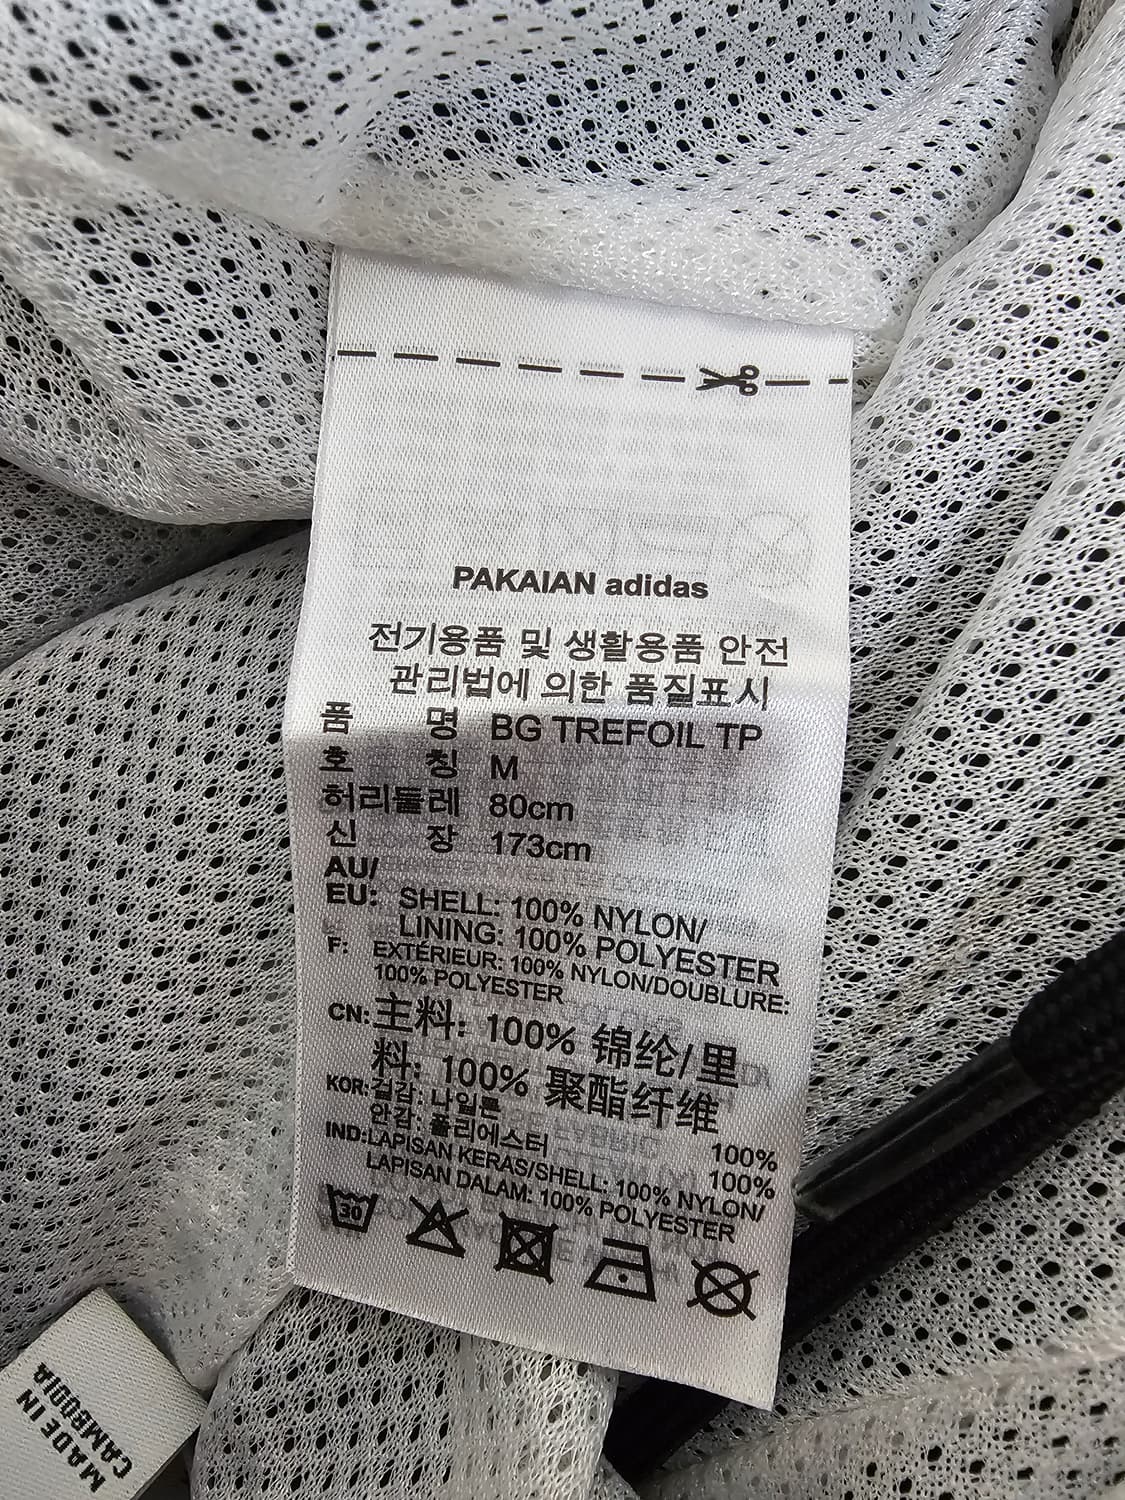 PAKAIAN adidas
전기용품 및 생활용품 안전
관리법에 의한 품질표시
품 명 BG TREFOIL TP
호 칭 M
허리둘레 80cm
신 장 173cm
AU/
EU: SHELL: 100% NYLON/
LINING: 100% POLYESTER
F: EXTÉRIEUR: 100% NYLON/DOUBLURE:
100% POLYESTER
CN: 主料: 100% 锦纶/里
料: 100% 聚酯纤维
KOR: 겉감: 나일론 100%
안감: 폴리에스터 100%
IND: LAPISAN KERAS/SHELL: 100% NYLON/
LAPISAN DALAM: 100% POLYESTER
30
MADE IN
CAMBODIA